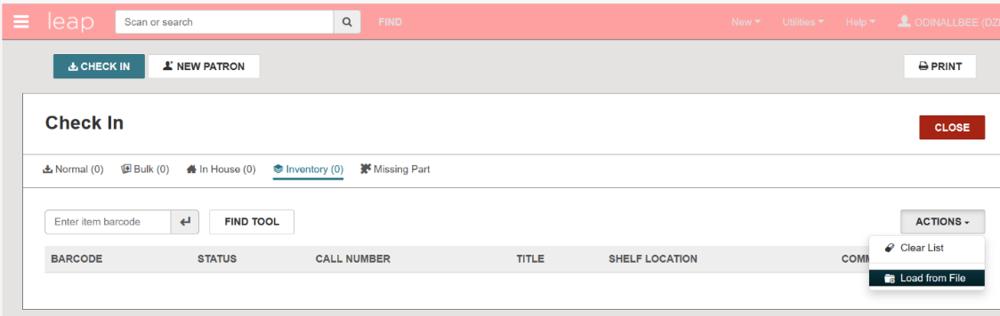 leap Scan or search FIND New Utilities Help ODINALLBEE (DZ
CHECK IN NEW PATRON PRINT
Check In CLOSE
Normal (0) Bulk (0) In House (0) Inventory (0) Missing Part
Enter item barcode FIND TOOL ACTIONS
Clear List
BARCODE STATUS CALL NUMBER TITLE SHELF LOCATION COMM
Load from File